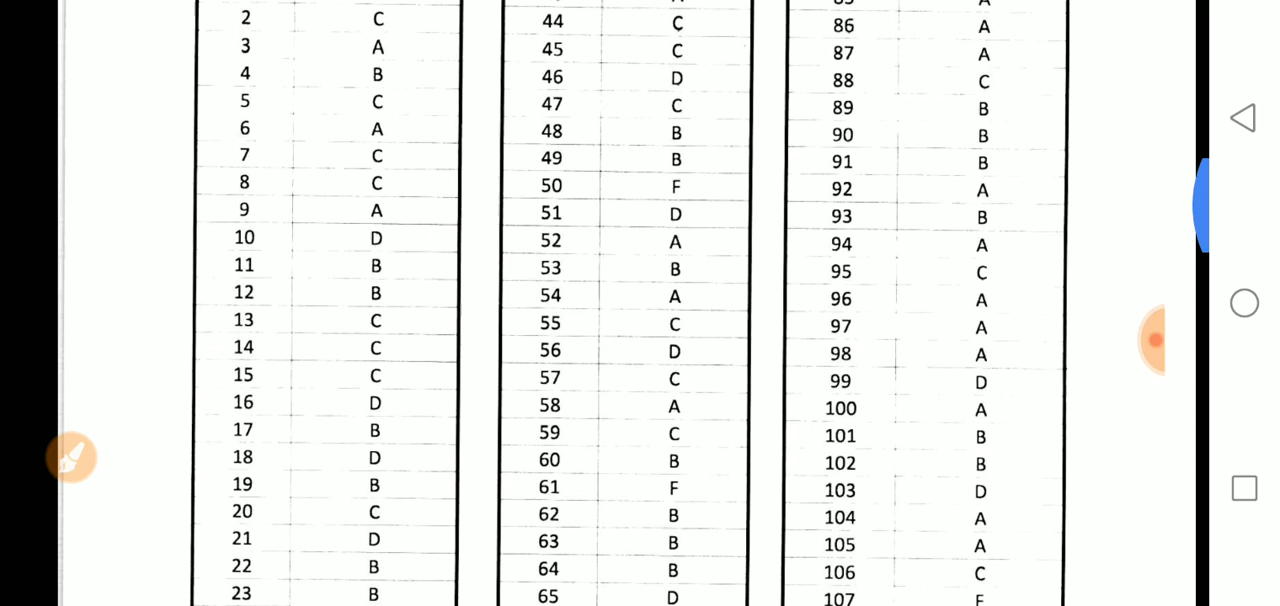 2 C
3 A
4 B
5 C
6 A
7 C
8 C
9 A
10 D
11 B
12 B
13 C
14 C
15 C
16 D
17 B
18 D
19 B
20 C
21 D
22 B
23 B
44 C
45 C
46 D
47 C
48 B
49 B
50 F
51 D
52 A
53 B
54 A
55 C
56 D
57 C
58 A
59 C
60 B
61 F
62 B
63 B
64 B
65 D
85 A
86 A
87 A
88 C
89 B
90 B
91 B
92 A
93 B
94 A
95 C
96 A
97 A
98 A
99 D
100 A
101 B
102 B
103 D
104 A
105 A
106 C
107